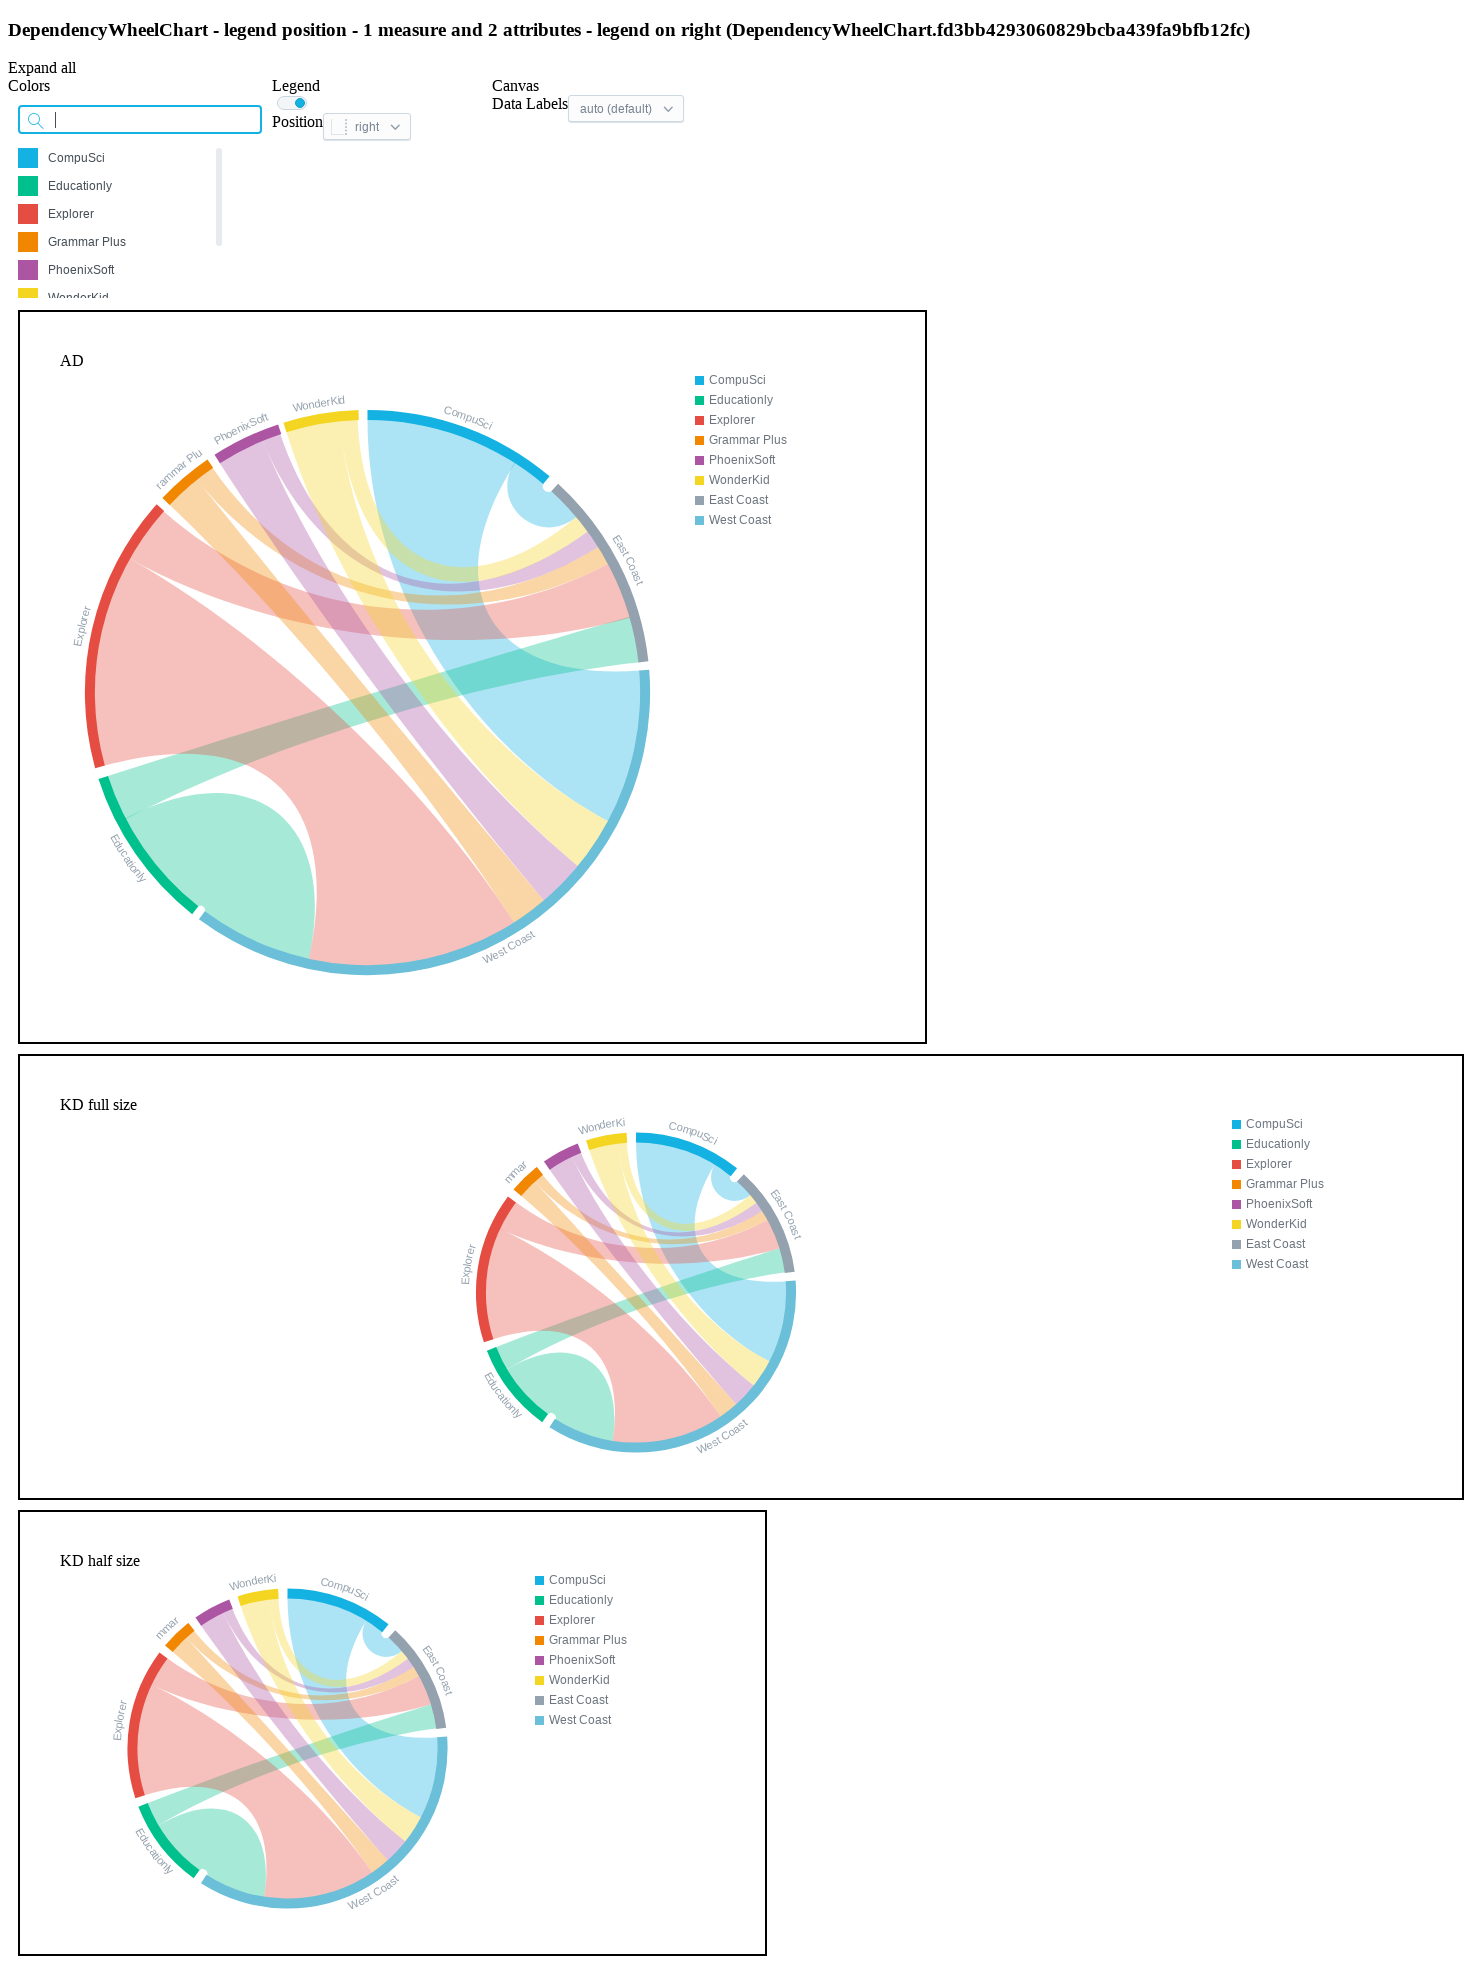 DependencyWheelChart - legend position - 1 measure and 2 attributes - legend on right (DependencyWheelChart.fd3bb4293060829bcba439fa9bfb12fc)
Expand all
Colors
CompuSci
Educationly
Explorer
Grammar Plus
PhoenixSoft
WonderKid
Legend
Position
right
Canvas
Data Labels
auto (default)
AD
WonderKid
CompuSci
PhoenixSoft
rammar Plu
East Coast
Explorer
Educationly
West Coast
CompuSci
Educationly
Explorer
Grammar Plus
PhoenixSoft
WonderKid
East Coast
West Coast
KD full size
WonderKi
CompuSci
mmar
East Coast
Explorer
Educationly
West Coast
CompuSci
Educationly
Explorer
Grammar Plus
PhoenixSoft
WonderKid
East Coast
West Coast
KD half size
WonderKi
CompuSci
mmar
East Coast
Explorer
Educationly
West Coast
CompuSci
Educationly
Explorer
Grammar Plus
PhoenixSoft
WonderKid
East Coast
West Coast